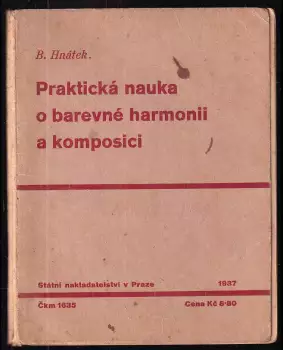 B. Hnátek.
Praktická nauka
o barevné harmonii
a komposici
Státní nakladatelství v Praze 1937
Čkm 1635 Cena Kč 8·80